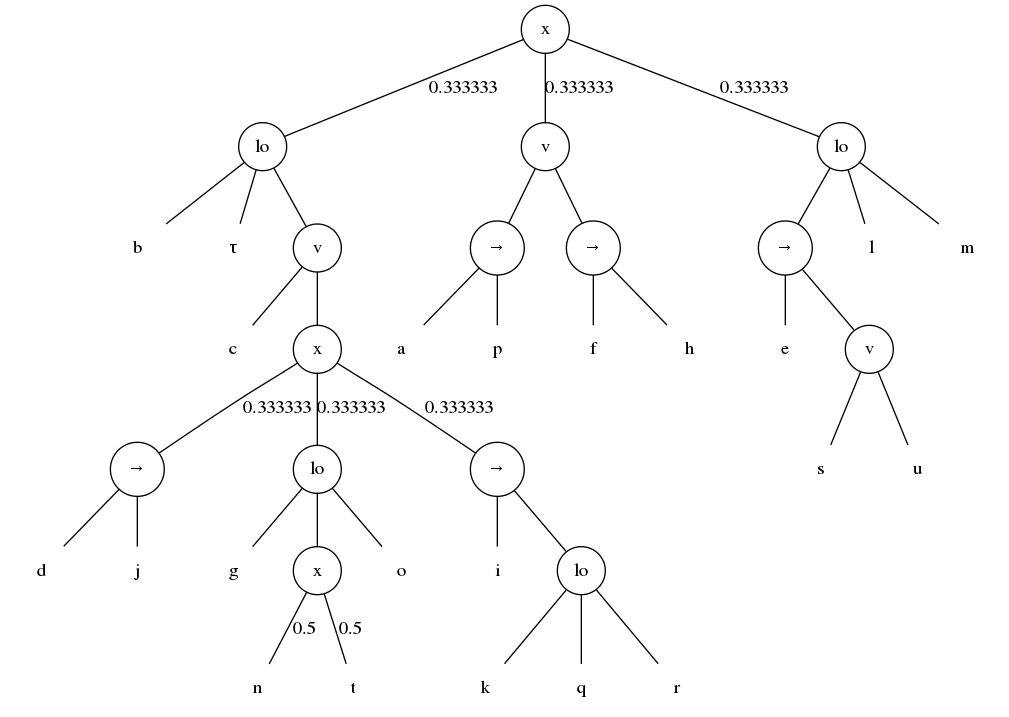 x
0.333333 0.333333 0.333333
lo v lo
b τ v → → → l m
c x a p f h e v
0.333333 0.333333 0.333333
→ lo → s u
d j g x o i lo
0.5 0.5
n t k q r